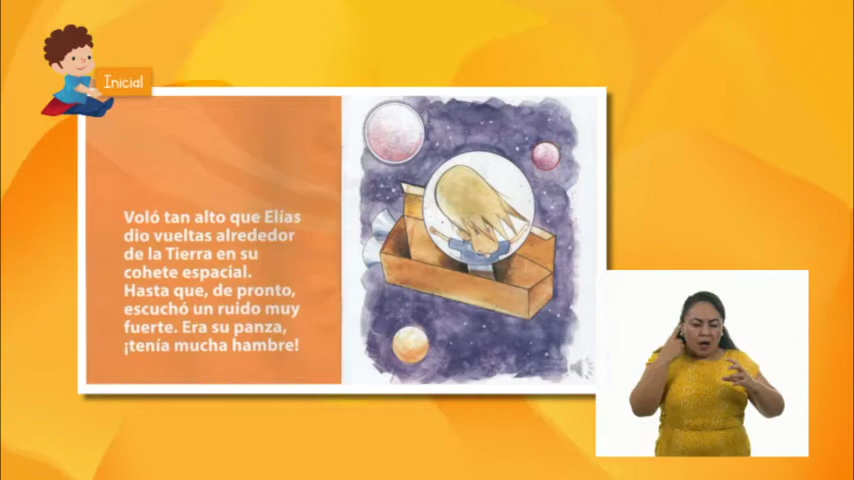 Inicial
Voló tan alto que Elías
dio vueltas alrededor
de la Tierra en su
cohete espacial.
Hasta que, de pronto,
escuchó un ruido muy
fuerte. Era su panza,
¡tenía mucha hambre!